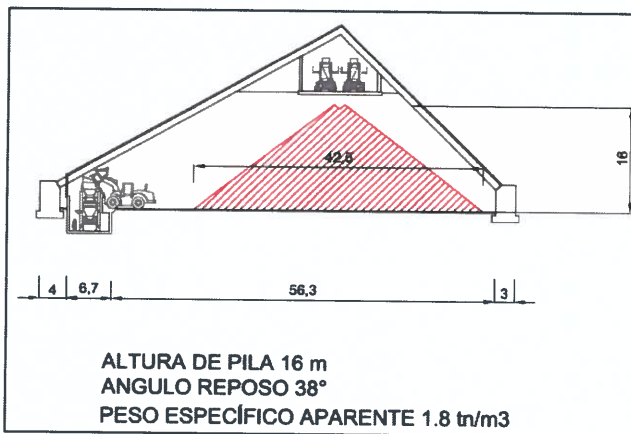 42,5
16
4
6,7
56,3
3
ALTURA DE PILA 16 m
ANGULO REPOSO 38°
PESO ESPECÍFICO APARENTE 1.8 tn/m3